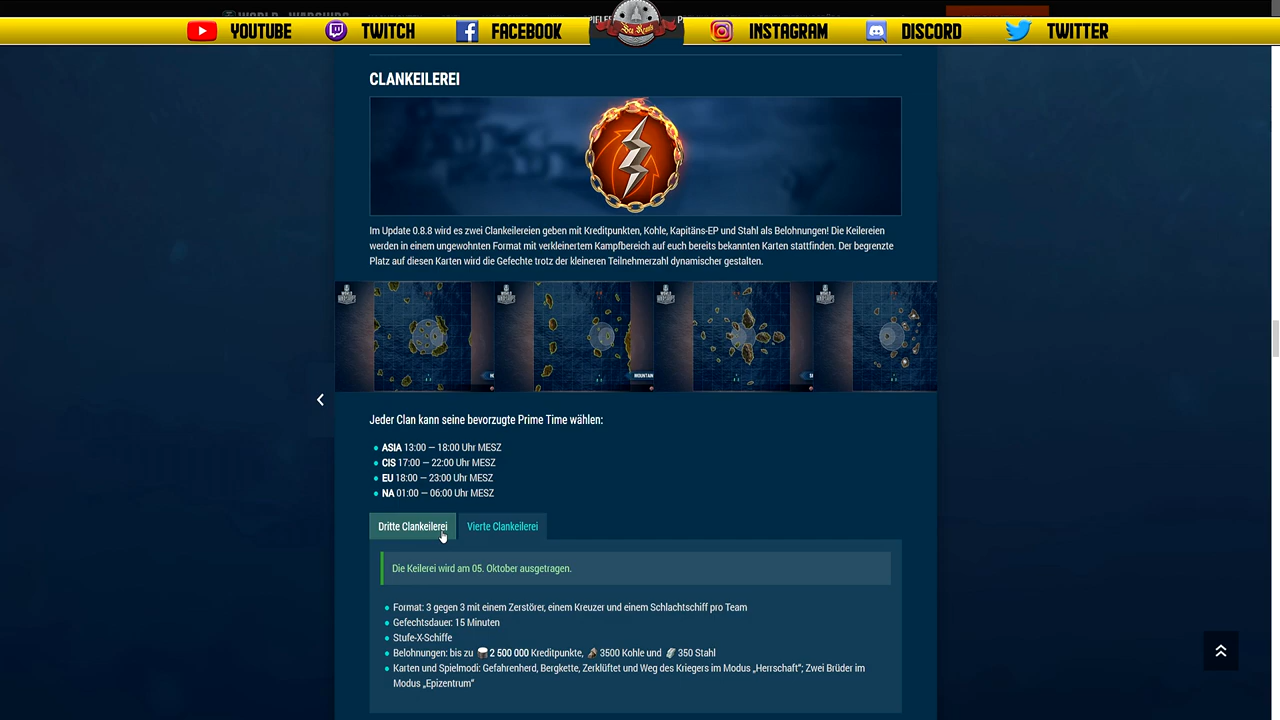 YOUTUBE TWITCH FACEBOOK INSTAGRAM DISCORD TWITTER
CLANKEILEREI
Im Update 0.8.8 wird es zwei Clankeilereien geben mit Kreditpunkten, Kohle, Kapitäns-EP und Stahl als Belohnungen! Die Keilereien
werden in einem ungewohnten Format mit verkleinertem Kampfbereich auf euch bereits bekannten Karten stattfinden. Der begrenzte
Platz auf diesen Karten wird die Gefechte trotz der kleineren Teilnehmerzahl dynamischer gestalten.
MOUNTAIN
Jeder Clan kann seine bevorzugte Prime Time wählen:
ASIA 13:00 — 18:00 Uhr MESZ
CIS 17:00 — 22:00 Uhr MESZ
EU 18:00 — 23:00 Uhr MESZ
NA 01:00 — 06:00 Uhr MESZ
Dritte Clankeilerei Vierte Clankeilerei
Die Keilerei wird am 05. Oktober ausgetragen.
Format: 3 gegen 3 mit einem Zerstörer, einem Kreuzer und einem Schlachtschiff pro Team
Gefechtsdauer: 15 Minuten
Stufe-X-Schiffe
Belohnungen: bis zu 2 500 000 Kreditpunkte, 3500 Kohle und 350 Stahl
Karten und Spielmodi: Gefahrenherd, Bergkette, Zerklüftet und Weg des Kriegers im Modus „Herrschaft“; Zwei Brüder im
Modus „Epizentrum“